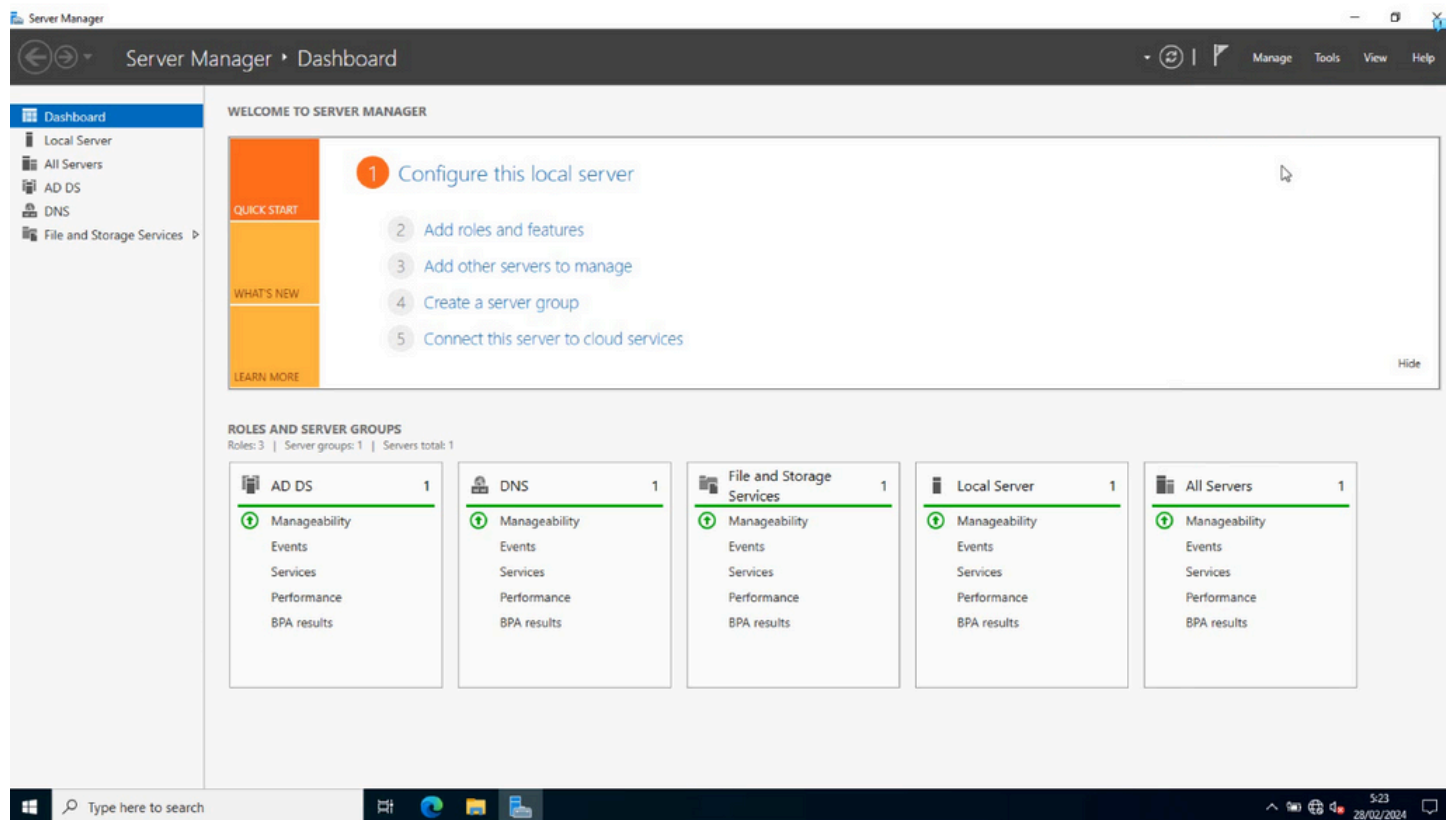 Server Manager
Server Manager ‣ Dashboard
Manage Tools View Help
Dashboard
Local Server
All Servers
AD DS
DNS
File and Storage Services
WELCOME TO SERVER MANAGER
QUICK START
WHAT'S NEW
LEARN MORE
1 Configure this local server
2 Add roles and features
3 Add other servers to manage
4 Create a server group
5 Connect this server to cloud services
Hide
ROLES AND SERVER GROUPS
Roles: 3 | Server groups: 1 | Servers total: 1
AD DS 1
Manageability
Events
Services
Performance
BPA results
DNS 1
Manageability
Events
Services
Performance
BPA results
File and Storage
Services 1
Manageability
Events
Services
Performance
BPA results
Local Server 1
Manageability
Events
Services
Performance
BPA results
All Servers 1
Manageability
Events
Services
Performance
BPA results
Type here to search
5:23
28/02/2024